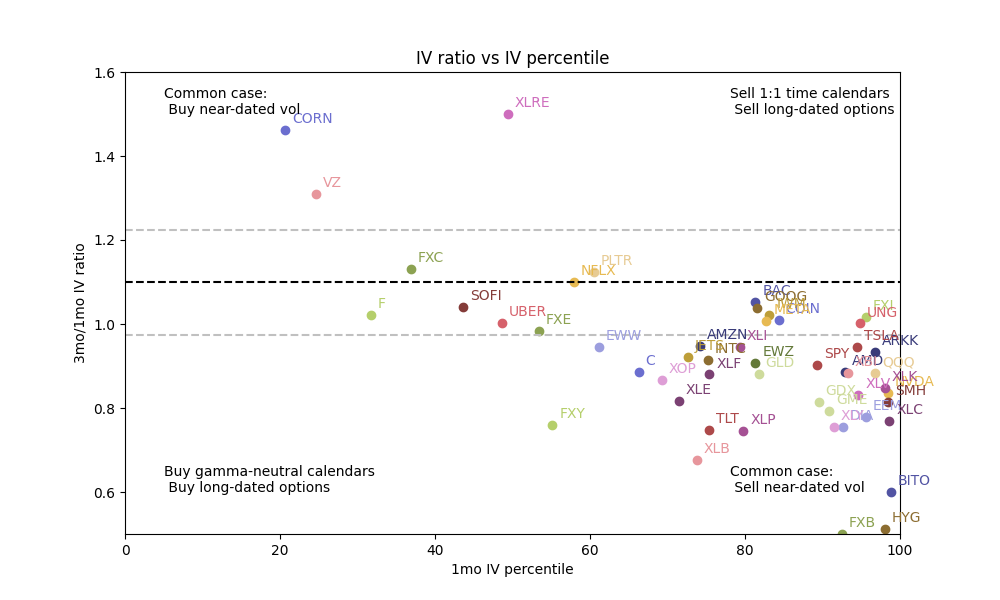 IV ratio vs IV percentile
3mo/1mo IV ratio
1.6
1.4
1.2
1.0
0.8
0.6
Common case:
Buy near-dated vol
Sell 1:1 time calendars
Sell long-dated options
CORN
XLRE
VZ
FXC
PLTR
NFLX
F
SOFI
UBER
FXE
BAC
GOOG
META
COIN
FXI
UNG
EWW
AMZN
XLI
JETS
INTC
EWZ
GLD
XLF
TSLA
ARKK
SPY
AMD
QQQ
C
XOP
XLE
XLV
XLK
NVDA
SMH
GDX
GME
EEM
XLC
DIA
FXY
TLT
XLP
XLB
Buy gamma-neutral calendars
Buy long-dated options
Common case:
Sell near-dated vol
BITO
HYG
FXB
0
20
40
60
80
100
1mo IV percentile